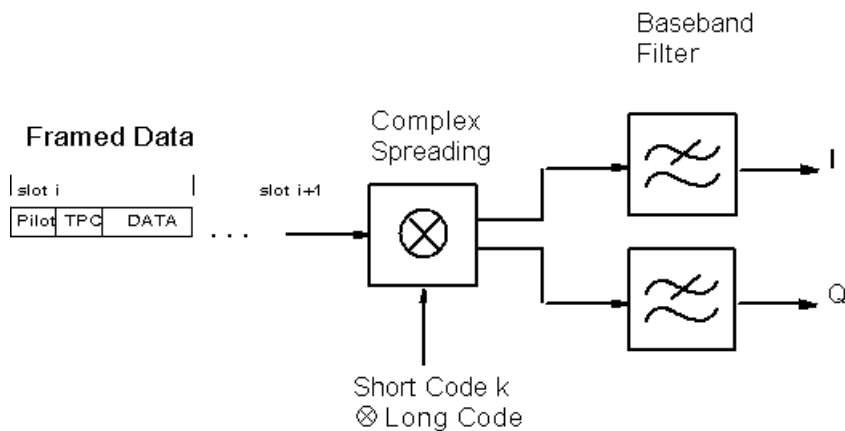 Baseband
Filter
Framed Data
Complex
Spreading
I
slot i
slot i+1
Pilot TPC DATA
. . .
Q
Short Code k
⊗ Long Code